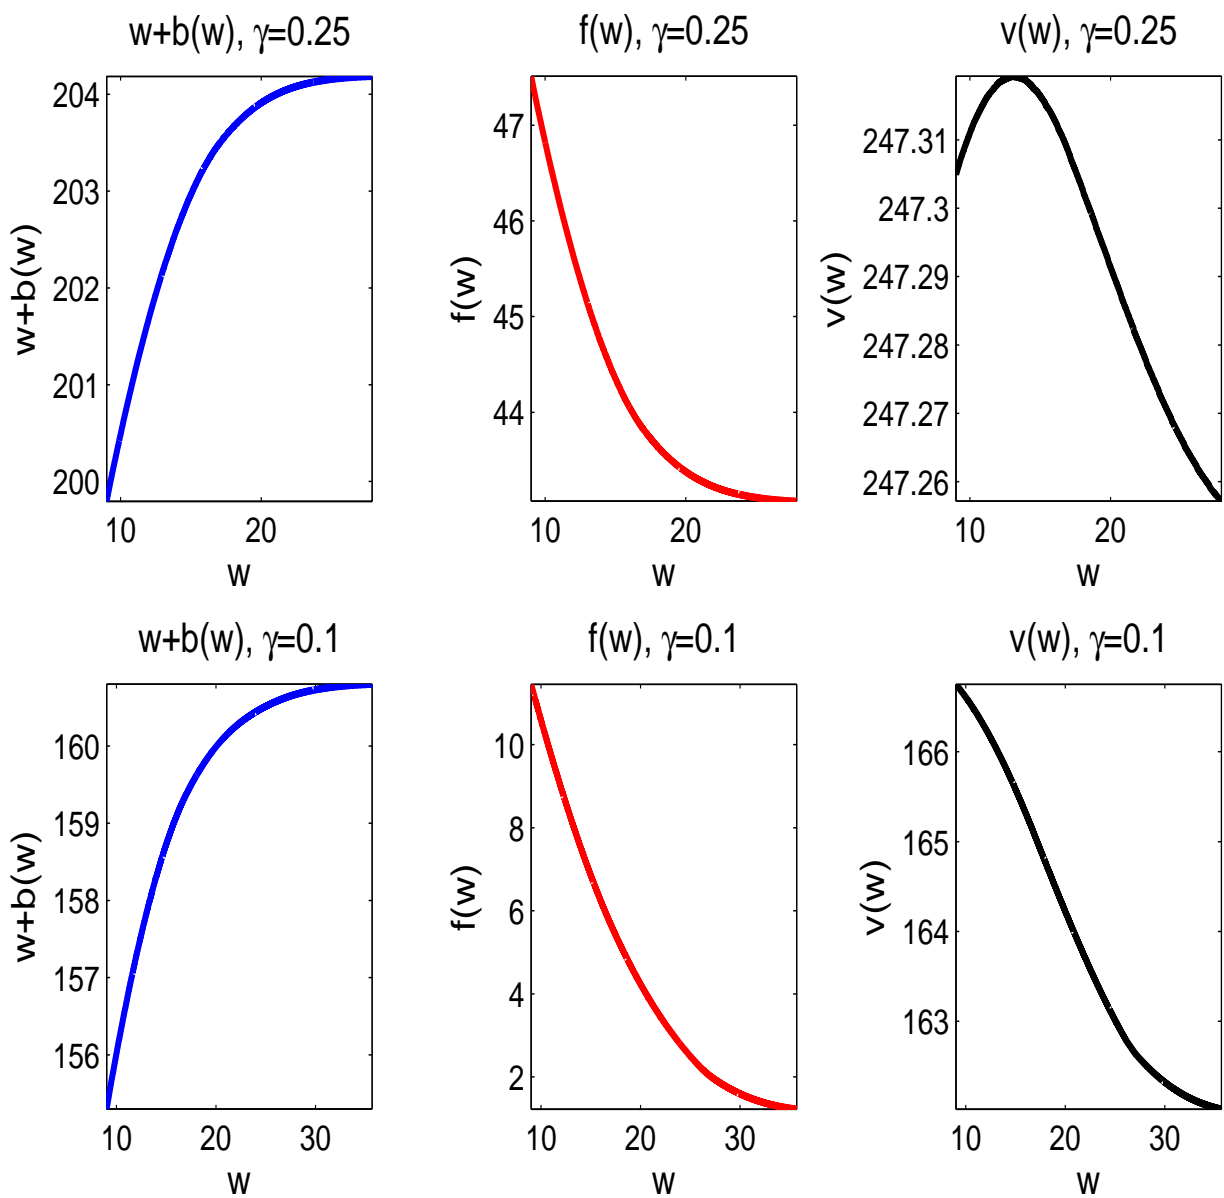 w+b(w), γ=0.25
204
203
202
201
200
w+b(w)
10 20
w
f(w), γ=0.25
47
46
45
44
f(w)
10 20
w
v(w), γ=0.25
247.31
247.3
247.29
247.28
247.27
247.26
v(w)
10 20
w
w+b(w), γ=0.1
160
159
158
157
156
w+b(w)
10 20 30
w
f(w), γ=0.1
10
8
6
4
2
f(w)
10 20 30
w
v(w), γ=0.1
166
165
164
163
v(w)
10 20 30
w